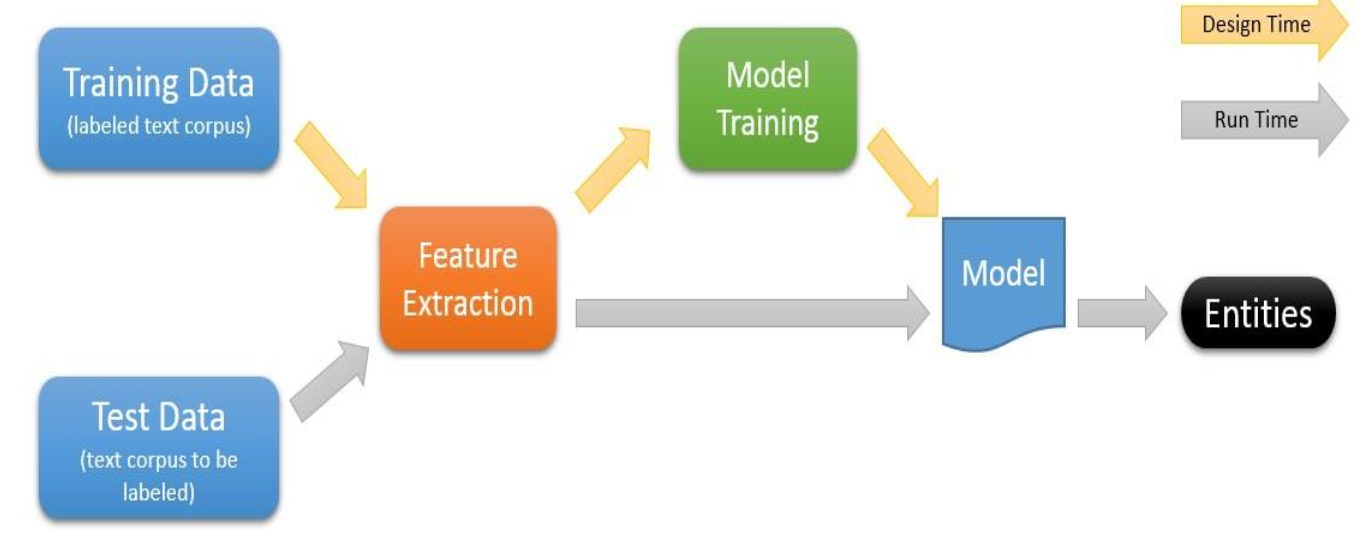 Training Data
(labeled text corpus)
Model
Training
Design Time
Run Time
Feature
Extraction
Model
Entities
Test Data
(text corpus to be
labeled)